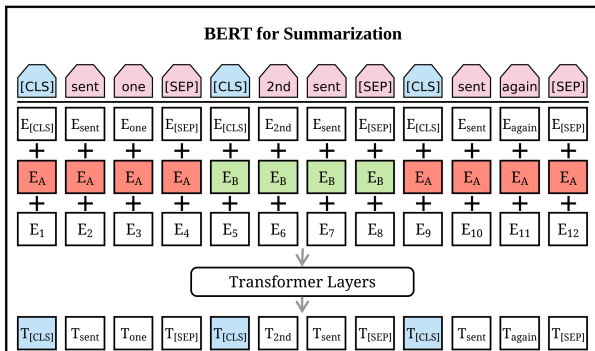 BERT for Summarization
[CLS] sent one [SEP] [CLS] 2nd sent [SEP] [CLS] sent again [SEP]
E[CLS] Esent Eone E[SEP] E[CLS] E2nd Esent E[SEP] E[CLS] Esent Eagain E[SEP]
+ + + + + + + + + + + +
EA EA EA EA EB EB EB EB EA EA EA EA
+ + + + + + + + + + + +
E1 E2 E3 E4 E5 E6 E7 E8 E9 E10 E11 E12
Transformer Layers
T[CLS] Tsent Tone T[SEP] T[CLS] T2nd Tsent T[SEP] T[CLS] Tsent Tagain T[SEP]